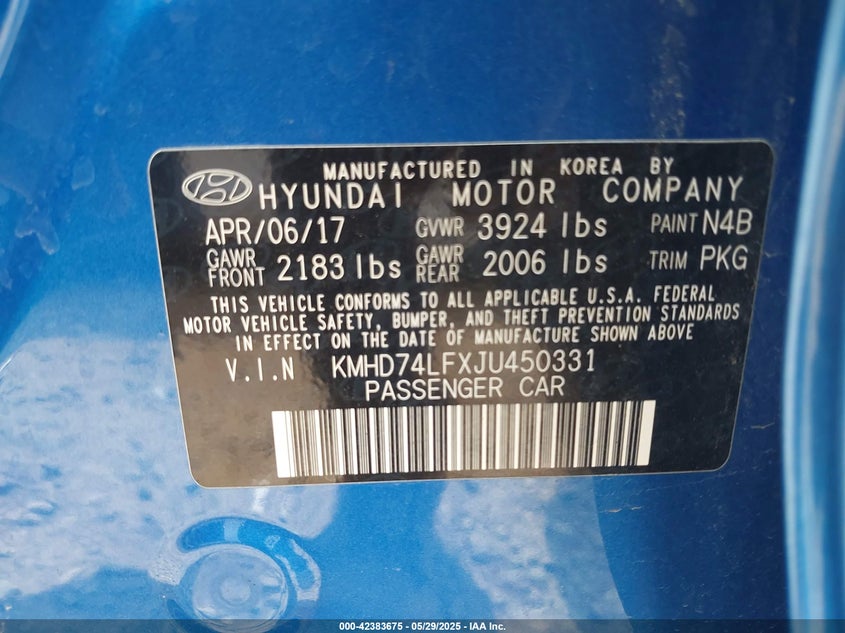 MANUFACTURED IN KOREA BY
HYUNDAI MOTOR COMPANY
APR/06/17 GVWR 3924 lbs PAINT N4B
GAWR FRONT 2183 lbs GAWR REAR 2006 lbs TRIM PKG
THIS VEHICLE CONFORMS TO ALL APPLICABLE U.S.A. FEDERAL
MOTOR VEHICLE SAFETY, BUMPER, AND THEFT PREVENTION STANDARDS
IN EFFECT ON THE DATE OF MANUFACTURE SHOWN ABOVE
V.I.N KMHD74LFXJU450331
PASSENGER CAR
000-42383675 - 05/29/2025 - IAA Inc.